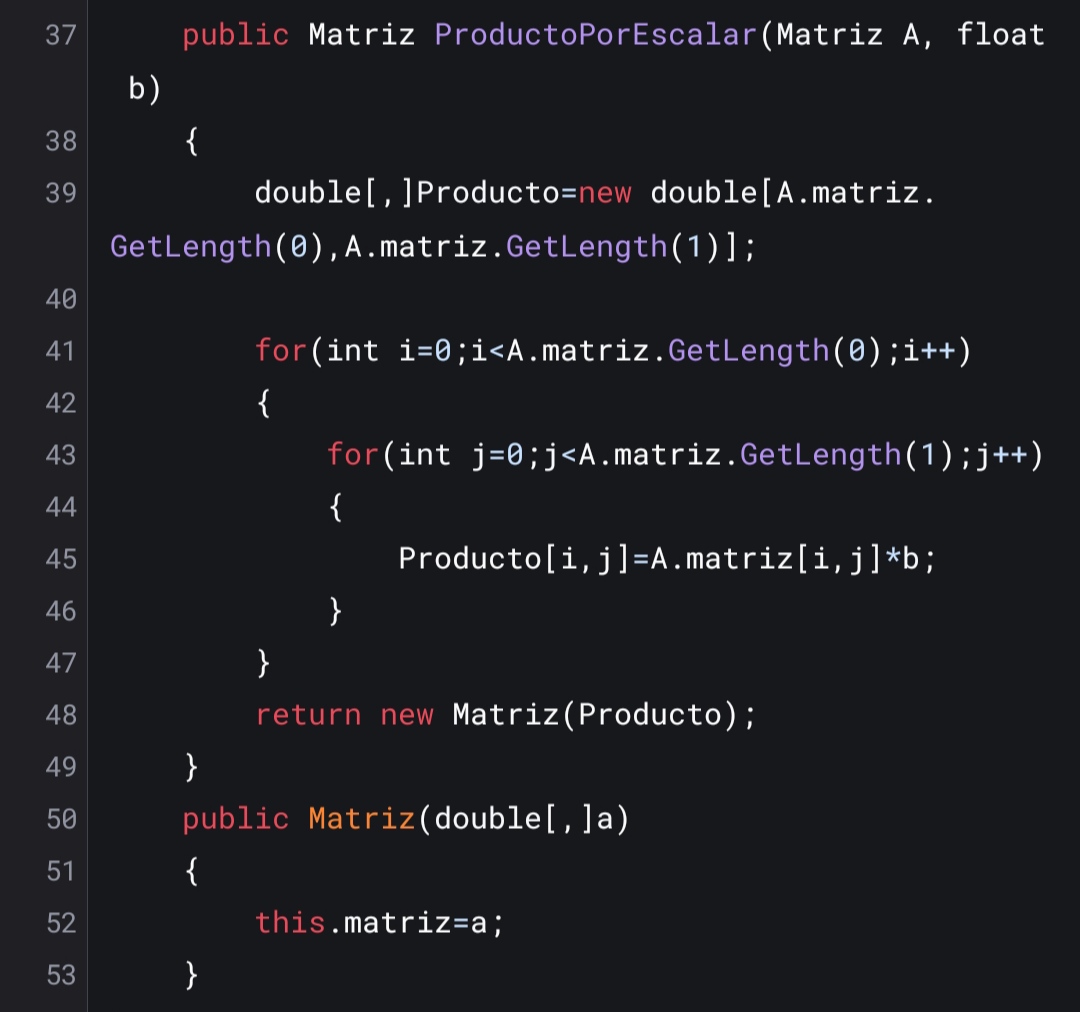 37 public Matriz ProductoPorEscalar(Matriz A, float
b)
38 {
39 double[,]Producto=new double[A.matriz.
GetLength(0),A.matriz.GetLength(1)];
40
41 for(int i=0;i<A.matriz.GetLength(0);i++)
42 {
43 for(int j=0;j<A.matriz.GetLength(1);j++)
44 {
45 Producto[i,j]=A.matriz[i,j]*b;
46 }
47 }
48 return new Matriz(Producto);
49 }
50 public Matriz(double[,]a)
51 {
52 this.matriz=a;
53 }